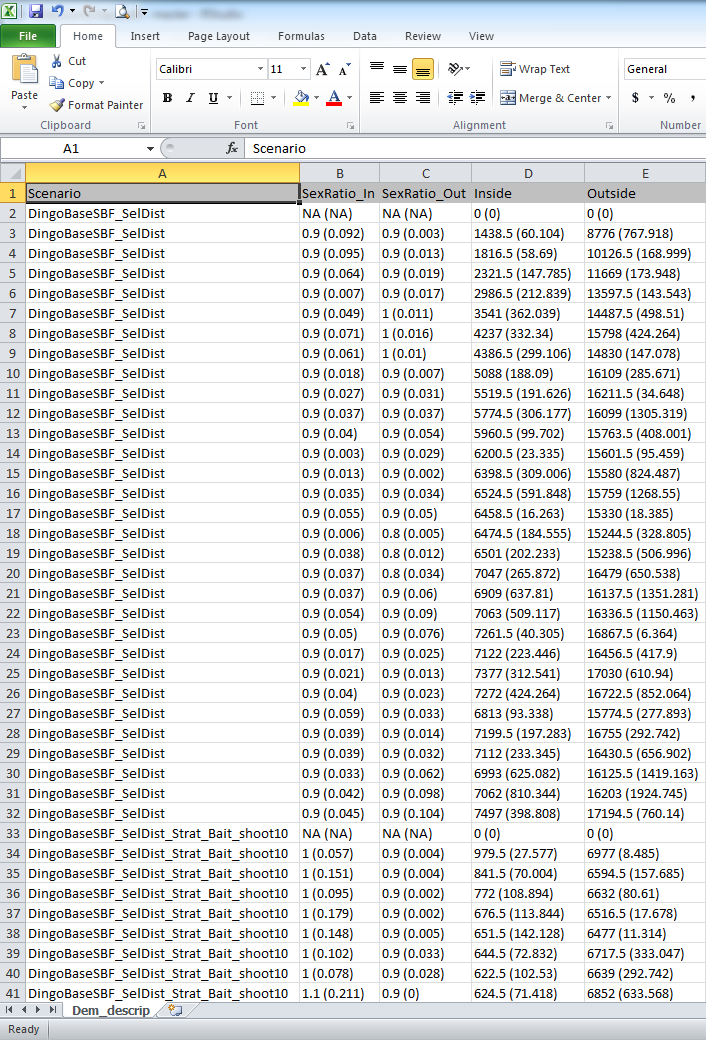 File Home Insert Page Layout Formulas Data Review View
Paste
Cut
Copy
Format Painter
Clipboard
Calibri 11
B I U
Font
Wrap Text
Merge & Center
Alignment
General
$ % ,
Number
A1 fx Scenario
A B C D E
1 Scenario SexRatio_In SexRatio_Out Inside Outside
2 DingoBaseSBF_SelDist NA (NA) NA (NA) 0 (0) 0 (0)
3 DingoBaseSBF_SelDist 0.9 (0.092) 0.9 (0.003) 1438.5 (60.104) 8776 (767.918)
4 DingoBaseSBF_SelDist 0.9 (0.095) 0.9 (0.013) 1816.5 (58.69) 10126.5 (168.999)
5 DingoBaseSBF_SelDist 0.9 (0.064) 0.9 (0.019) 2321.5 (147.785) 11669 (173.948)
6 DingoBaseSBF_SelDist 0.9 (0.007) 0.9 (0.017) 2986.5 (212.839) 13597.5 (143.543)
7 DingoBaseSBF_SelDist 0.9 (0.049) 1 (0.011) 3541 (362.039) 14487.5 (498.51)
8 DingoBaseSBF_SelDist 0.9 (0.071) 1 (0.016) 4237 (332.34) 15798 (424.264)
9 DingoBaseSBF_SelDist 0.9 (0.061) 1 (0.01) 4386.5 (299.106) 14830 (147.078)
10 DingoBaseSBF_SelDist 0.9 (0.018) 0.9 (0.007) 5088 (188.09) 16109 (285.671)
11 DingoBaseSBF_SelDist 0.9 (0.027) 0.9 (0.031) 5519.5 (191.626) 16211.5 (34.648)
12 DingoBaseSBF_SelDist 0.9 (0.037) 0.9 (0.037) 5774.5 (306.177) 16099 (1305.319)
13 DingoBaseSBF_SelDist 0.9 (0.04) 0.9 (0.054) 5960.5 (99.702) 15763.5 (408.001)
14 DingoBaseSBF_SelDist 0.9 (0.003) 0.9 (0.029) 6200.5 (23.335) 15601.5 (95.459)
15 DingoBaseSBF_SelDist 0.9 (0.013) 0.9 (0.002) 6398.5 (309.006) 15580 (824.487)
16 DingoBaseSBF_SelDist 0.9 (0.035) 0.9 (0.034) 6524.5 (591.848) 15759 (1268.55)
17 DingoBaseSBF_SelDist 0.9 (0.055) 0.9 (0.05) 6458.5 (16.263) 15330 (18.385)
18 DingoBaseSBF_SelDist 0.9 (0.006) 0.8 (0.005) 6474.5 (184.555) 15244.5 (328.805)
19 DingoBaseSBF_SelDist 0.9 (0.038) 0.8 (0.012) 6501 (202.233) 15238.5 (506.996)
20 DingoBaseSBF_SelDist 0.9 (0.037) 0.8 (0.034) 7047 (265.872) 16479 (650.538)
21 DingoBaseSBF_SelDist 0.9 (0.037) 0.9 (0.06) 6909 (637.81) 16137.5 (1351.281)
22 DingoBaseSBF_SelDist 0.9 (0.054) 0.9 (0.09) 7063 (509.117) 16336.5 (1150.463)
23 DingoBaseSBF_SelDist 0.9 (0.05) 0.9 (0.076) 7261.5 (40.305) 16867.5 (6.364)
24 DingoBaseSBF_SelDist 0.9 (0.017) 0.9 (0.025) 7122 (223.446) 16456.5 (417.9)
25 DingoBaseSBF_SelDist 0.9 (0.021) 0.9 (0.013) 7377 (312.541) 17030 (610.94)
26 DingoBaseSBF_SelDist 0.9 (0.04) 0.9 (0.023) 7272 (424.264) 16722.5 (852.064)
27 DingoBaseSBF_SelDist 0.9 (0.059) 0.9 (0.033) 6813 (93.338) 15774.5 (277.893)
28 DingoBaseSBF_SelDist 0.9 (0.039) 0.9 (0.014) 7199.5 (197.283) 16755 (292.742)
29 DingoBaseSBF_SelDist 0.9 (0.039) 0.9 (0.032) 7112 (233.345) 16430.5 (656.902)
30 DingoBaseSBF_SelDist 0.9 (0.033) 0.9 (0.062) 6993 (625.082) 16125.5 (1419.163)
31 DingoBaseSBF_SelDist 0.9 (0.042) 0.9 (0.098) 7062 (810.344) 16203 (1924.745)
32 DingoBaseSBF_SelDist 0.9 (0.045) 0.9 (0.104) 7497 (398.808) 17194.5 (760.14)
33 DingoBaseSBF_SelDist_Strat_Bait_shoot10 NA (NA) NA (NA) 0 (0) 0 (0)
34 DingoBaseSBF_SelDist_Strat_Bait_shoot10 1 (0.057) 0.9 (0.004) 979.5 (27.577) 6977 (8.485)
35 DingoBaseSBF_SelDist_Strat_Bait_shoot10 1 (0.151) 0.9 (0.004) 841.5 (70.004) 6594.5 (157.685)
36 DingoBaseSBF_SelDist_Strat_Bait_shoot10 1 (0.095) 0.9 (0.002) 772 (108.894) 6632 (80.61)
37 DingoBaseSBF_SelDist_Strat_Bait_shoot10 1 (0.179) 0.9 (0.002) 676.5 (113.844) 6516.5 (17.678)
38 DingoBaseSBF_SelDist_Strat_Bait_shoot10 1 (0.148) 0.9 (0.005) 651.5 (142.128) 6477 (11.314)
39 DingoBaseSBF_SelDist_Strat_Bait_shoot10 1 (0.102) 0.9 (0.033) 644.5 (72.832) 6717.5 (333.047)
40 DingoBaseSBF_SelDist_Strat_Bait_shoot10 1 (0.078) 0.9 (0.028) 622.5 (102.53) 6639 (292.742)
41 DingoBaseSBF_SelDist_Strat_Bait_shoot10 1.1 (0.211) 0.9 (0) 624.5 (71.418) 6852 (633.568)
Dem_descrip
Ready